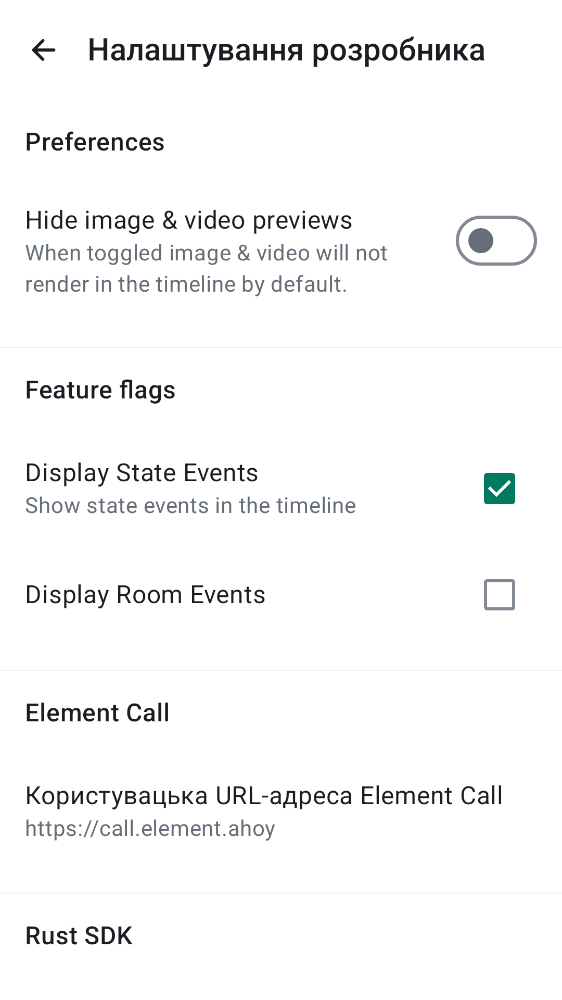 Налаштування розробника
Preferences
Hide image & video previews
When toggled image & video will not
render in the timeline by default.
Feature flags
Display State Events
Show state events in the timeline
Display Room Events
Element Call
Користувацька URL-адреса Element Call
https://call.element.ahoy
Rust SDK